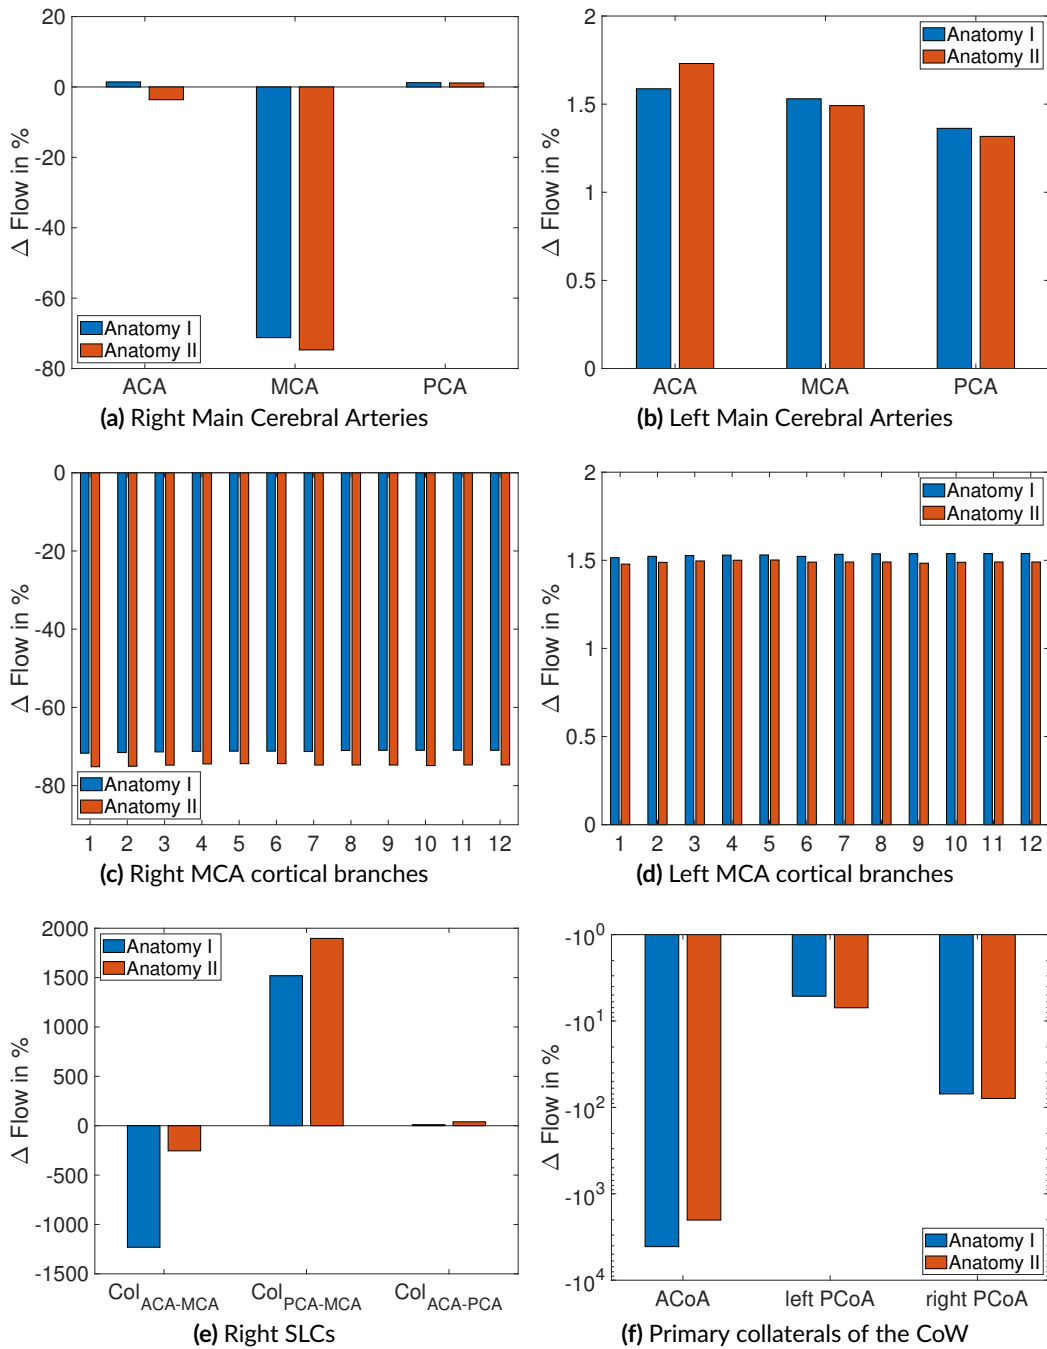 20
0
-20
-40
-60
-80
Δ Flow in %
Anatomy I
Anatomy II
ACA MCA PCA
(a) Right Main Cerebral Arteries
2
1.5
1
0.5
0
Δ Flow in %
Anatomy I
Anatomy II
ACA MCA PCA
(b) Left Main Cerebral Arteries
0
-20
-40
-60
-80
Δ Flow in %
Anatomy I
Anatomy II
1 2 3 4 5 6 7 8 9 10 11 12
(c) Right MCA cortical branches
2
1.5
1
0.5
0
Δ Flow in %
Anatomy I
Anatomy II
1 2 3 4 5 6 7 8 9 10 11 12
(d) Left MCA cortical branches
2000
1500
1000
500
0
-500
-1000
-1500
Δ Flow in %
Anatomy I
Anatomy II
Col_ACA-MCA Col_PCA-MCA Col_ACA-PCA
(e) Right SLCs
-10^0
-10^1
-10^2
-10^3
-10^4
Δ Flow in %
Anatomy I
Anatomy II
ACoA left PCoA right PCoA
(f) Primary collaterals of the CoW